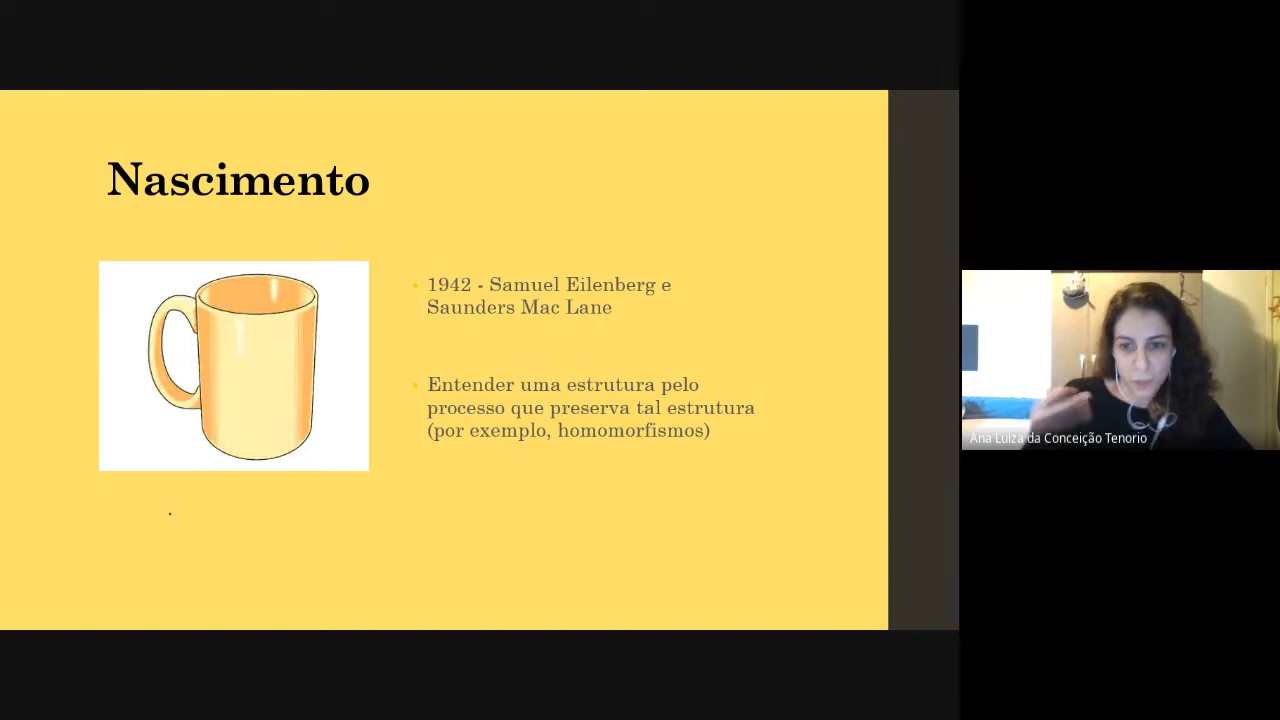 Nascimento
1942 - Samuel Eilenberg e
Saunders Mac Lane
Entender uma estrutura pelo
processo que preserva tal estrutura
(por exemplo, homomorfismos)
Ana Luiza da Conceição Tenorio